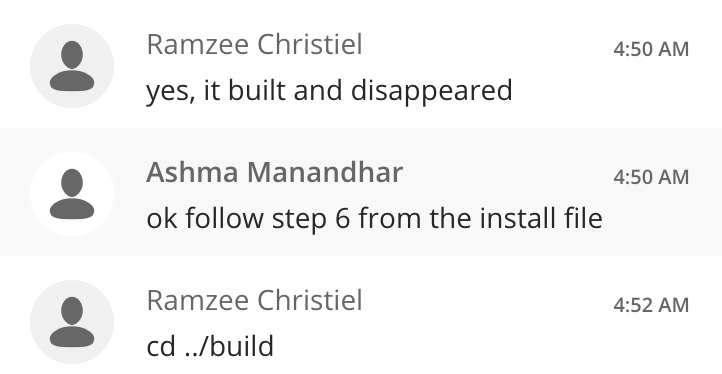 Ramzee Christiel
4:50 AM
yes, it built and disappeared
Ashma Manandhar
4:50 AM
ok follow step 6 from the install file
Ramzee Christiel
4:52 AM
cd ../build